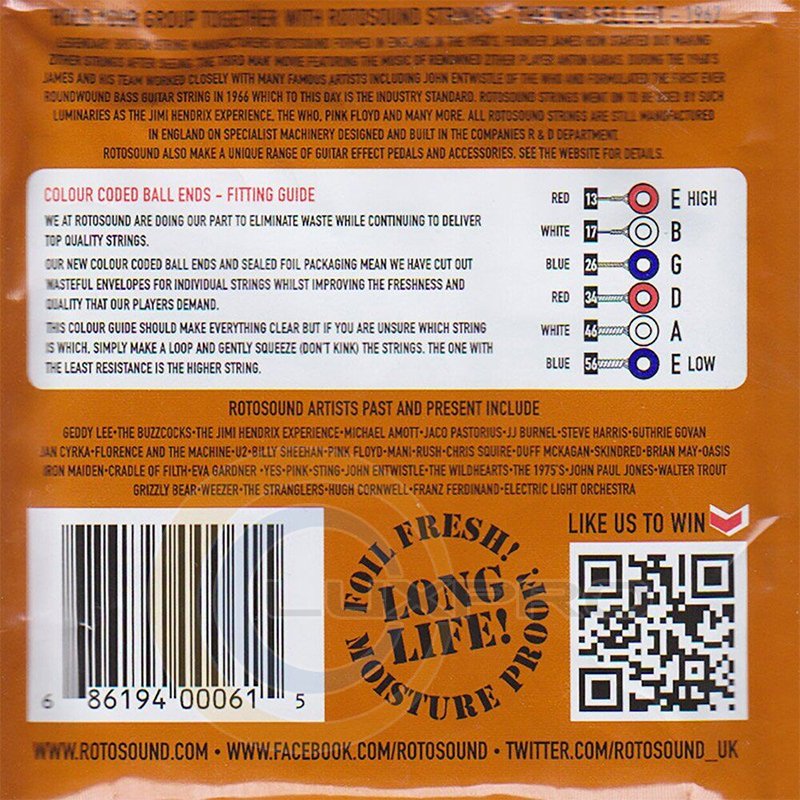 HOLD YOUR GROUP TOGETHER WITH ROTOSOUND STRINGS - THE WHO SELL OUT - 1967
LEGENDARY BRITISH STRING MANUFACTURERS ROTOSOUND FORMED IN ENGLAND IN THE 1950'S. FOUNDER JAMES HOW STARTED OUT MAKING
ZITHER STRINGS AFTER SEEING THE THIRD MAN MOVIE FEATURING THE MUSIC OF RENOWNED ZITHER PLAYER ANTON KARAS. DURING THE 1960'S
JAMES AND HIS TEAM WORKED CLOSELY WITH MANY FAMOUS ARTISTS INCLUDING JOHN ENTWISTLE OF THE WHO AND FORMULATED THE FIRST EVER
ROUNDWOUND BASS GUITAR STRING IN 1966 WHICH TO THIS DAY IS THE INDUSTRY STANDARD. ROTOSOUND STRINGS WENT ON TO BE USED BY SUCH
LUMINARIES AS THE JIMI HENDRIX EXPERIENCE, THE WHO, PINK FLOYD AND MANY MORE. ALL ROTOSOUND STRINGS ARE STILL MANUFACTURED
IN ENGLAND ON SPECIALIST MACHINERY DESIGNED AND BUILT IN THE COMPANIES R & D DEPARTMENT
ROTOSOUND ALSO MAKE A UNIQUE RANGE OF GUITAR EFFECT PEDALS AND ACCESSORIES. SEE THE WEBSITE FOR DETAILS.
COLOUR CODED BALL ENDS - FITTING GUIDE
WE AT ROTOSOUND ARE DOING OUR PART TO ELIMINATE WASTE WHILE CONTINUING TO DELIVER
TOP QUALITY STRINGS.
OUR NEW COLOUR CODED BALL ENDS AND SEALED FOIL PACKAGING MEAN WE HAVE CUT OUT
WASTEFUL ENVELOPES FOR INDIVIDUAL STRINGS WHILST IMPROVING THE FRESHNESS AND
QUALITY THAT OUR PLAYERS DEMAND.
THIS COLOUR GUIDE SHOULD MAKE EVERYTHING CLEAR BUT IF YOU ARE UNSURE WHICH STRING
IS WHICH, SIMPLY MAKE A LOOP AND GENTLY SQUEEZE (DON'T KINK) THE STRINGS. THE ONE WITH
THE LEAST RESISTANCE IS THE HIGHER STRING.
RED 13 E HIGH
WHITE 17 B
BLUE 26 G
RED 34 D
WHITE 46 A
BLUE 56 E LOW
ROTOSOUND ARTISTS PAST AND PRESENT INCLUDE
GEDDY LEE•THE BUZZCOCKS•THE JIMI HENDRIX EXPERIENCE•MICHAEL AMOTT•JACO PASTORIUS•JJ BURNEL•STEVE HARRIS•GUTHRIE GOVAN
JAN CYRKA•FLORENCE AND THE MACHINE•U2•BILLY SHEEHAN•PINK FLOYD•MANI•RUSH•CHRIS SQUIRE•DUFF MCKAGAN•SKINDRED•BRIAN MAY•OASIS
IRON MAIDEN•CRADLE OF FILTH•EVA GARDNER •YES•PINK•STING•JOHN ENTWISTLE•THE WILDHEARTS•THE 1975'S•JOHN PAUL JONES•WALTER TROUT
GRIZZLY BEAR•WEEZER•THE STRANGLERS•HUGH CORNWELL•FRANZ FERDINAND•ELECTRIC LIGHT ORCHESTRA
6 86194 00061 5
FOIL FRESH!
LONG
LIFE!
MOISTURE PROOF!
LUXPRO
LIKE US TO WIN
WWW.ROTOSOUND.COM • WWW.FACEBOOK.COM/ROTOSOUND • TWITTER.COM/ROTOSOUND_UK